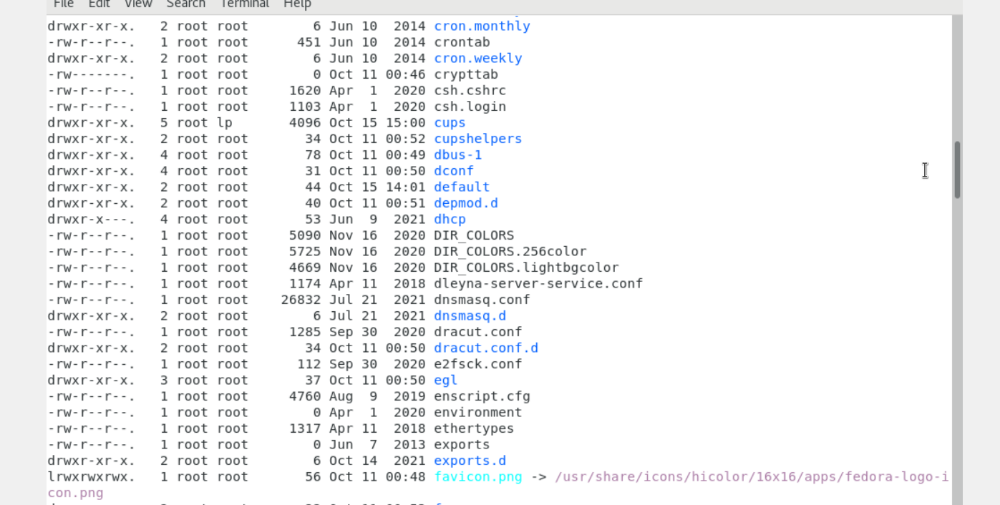 File Edit View Search Terminal Help
drwxr-xr-x. 2 root root 6 Jun 10 2014 cron.monthly
-rw-r--r--. 1 root root 451 Jun 10 2014 crontab
drwxr-xr-x. 2 root root 6 Jun 10 2014 cron.weekly
-rw-------. 1 root root 0 Oct 11 00:46 crypttab
-rw-r--r--. 1 root root 1620 Apr 1 2020 csh.cshrc
-rw-r--r--. 1 root root 1103 Apr 1 2020 csh.login
drwxr-xr-x. 5 root lp 4096 Oct 15 15:00 cups
drwxr-xr-x. 2 root root 34 Oct 11 00:52 cupshelpers
drwxr-xr-x. 4 root root 78 Oct 11 00:49 dbus-1
drwxr-xr-x. 4 root root 31 Oct 11 00:50 dconf
drwxr-xr-x. 2 root root 44 Oct 15 14:01 default
drwxr-xr-x. 2 root root 40 Oct 11 00:51 depmod.d
drwxr-x---. 4 root root 53 Jun 9 2021 dhcp
-rw-r--r--. 1 root root 5090 Nov 16 2020 DIR_COLORS
-rw-r--r--. 1 root root 5725 Nov 16 2020 DIR_COLORS.256color
-rw-r--r--. 1 root root 4669 Nov 16 2020 DIR_COLORS.lightbgcolor
-rw-r--r--. 1 root root 1174 Apr 11 2018 dleyna-server-service.conf
-rw-r--r--. 1 root root 26832 Jul 21 2021 dnsmasq.conf
drwxr-xr-x. 2 root root 6 Jul 21 2021 dnsmasq.d
-rw-r--r--. 1 root root 1285 Sep 30 2020 dracut.conf
drwxr-xr-x. 2 root root 34 Oct 11 00:50 dracut.conf.d
-rw-r--r--. 1 root root 112 Sep 30 2020 e2fsck.conf
drwxr-xr-x. 3 root root 37 Oct 11 00:50 egl
-rw-r--r--. 1 root root 4760 Aug 9 2019 enscript.cfg
-rw-r--r--. 1 root root 0 Apr 1 2020 environment
-rw-r--r--. 1 root root 1317 Apr 11 2018 ethertypes
-rw-r--r--. 1 root root 0 Jun 7 2013 exports
drwxr-xr-x. 2 root root 6 Oct 14 2021 exports.d
lrwxrwxrwx. 1 root root 56 Oct 11 00:48 favicon.png -> /usr/share/icons/hicolor/16x16/apps/fedora-logo-i
con.png